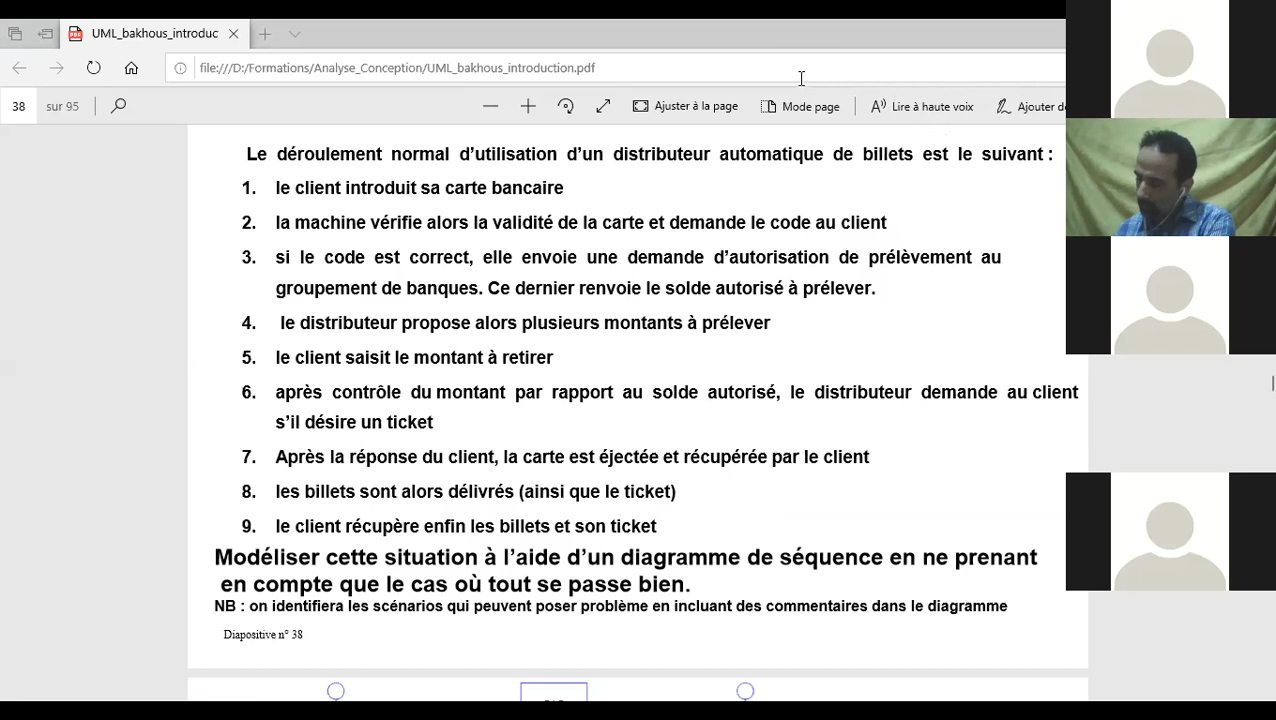 UML_bakhous_introduc
file:///D:/Formations/Analyse_Conception/UML_bakhous_introduction.pdf
38 sur 95 Ajuster à la page Mode page Lire à haute voix Ajouter de
Le déroulement normal d'utilisation d'un distributeur automatique de billets est le suivant :
1. le client introduit sa carte bancaire
2. la machine vérifie alors la validité de la carte et demande le code au client
3. si le code est correct, elle envoie une demande d'autorisation de prélèvement au
groupement de banques. Ce dernier renvoie le solde autorisé à prélever.
4. le distributeur propose alors plusieurs montants à prélever
5. le client saisit le montant à retirer
6. après contrôle du montant par rapport au solde autorisé, le distributeur demande au client
s'il désire un ticket
7. Après la réponse du client, la carte est éjectée et récupérée par le client
8. les billets sont alors délivrés (ainsi que le ticket)
9. le client récupère enfin les billets et son ticket
Modéliser cette situation à l'aide d'un diagramme de séquence en ne prenant
en compte que le cas où tout se passe bien.
NB : on identifiera les scénarios qui peuvent poser problème en incluant des commentaires dans le diagramme
Diapositive n° 38